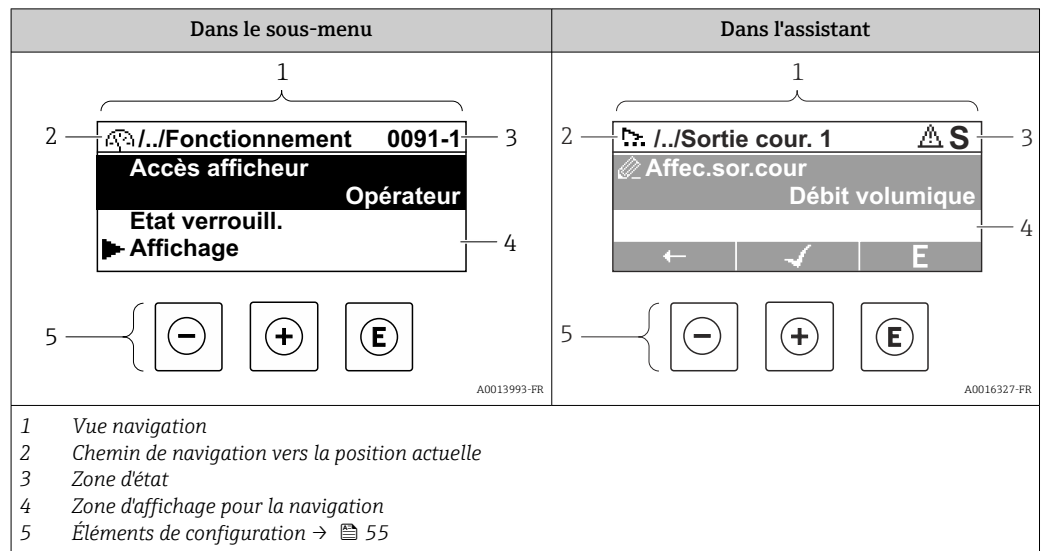 Dans le sous-menu
Dans l'assistant
1
2
/../Fonctionnement 0091-1
3
Accès afficheur
Opérateur
Etat verrouill.
Affichage
4
5
- + E
A0013993-FR
1
2
/../Sortie cour. 1 S
3
Affec.sor.cour
Débit volumique
4
← ✓ E
5
- + E
A0016327-FR
1 Vue navigation
2 Chemin de navigation vers la position actuelle
3 Zone d'état
4 Zone d'affichage pour la navigation
5 Éléments de configuration → 55